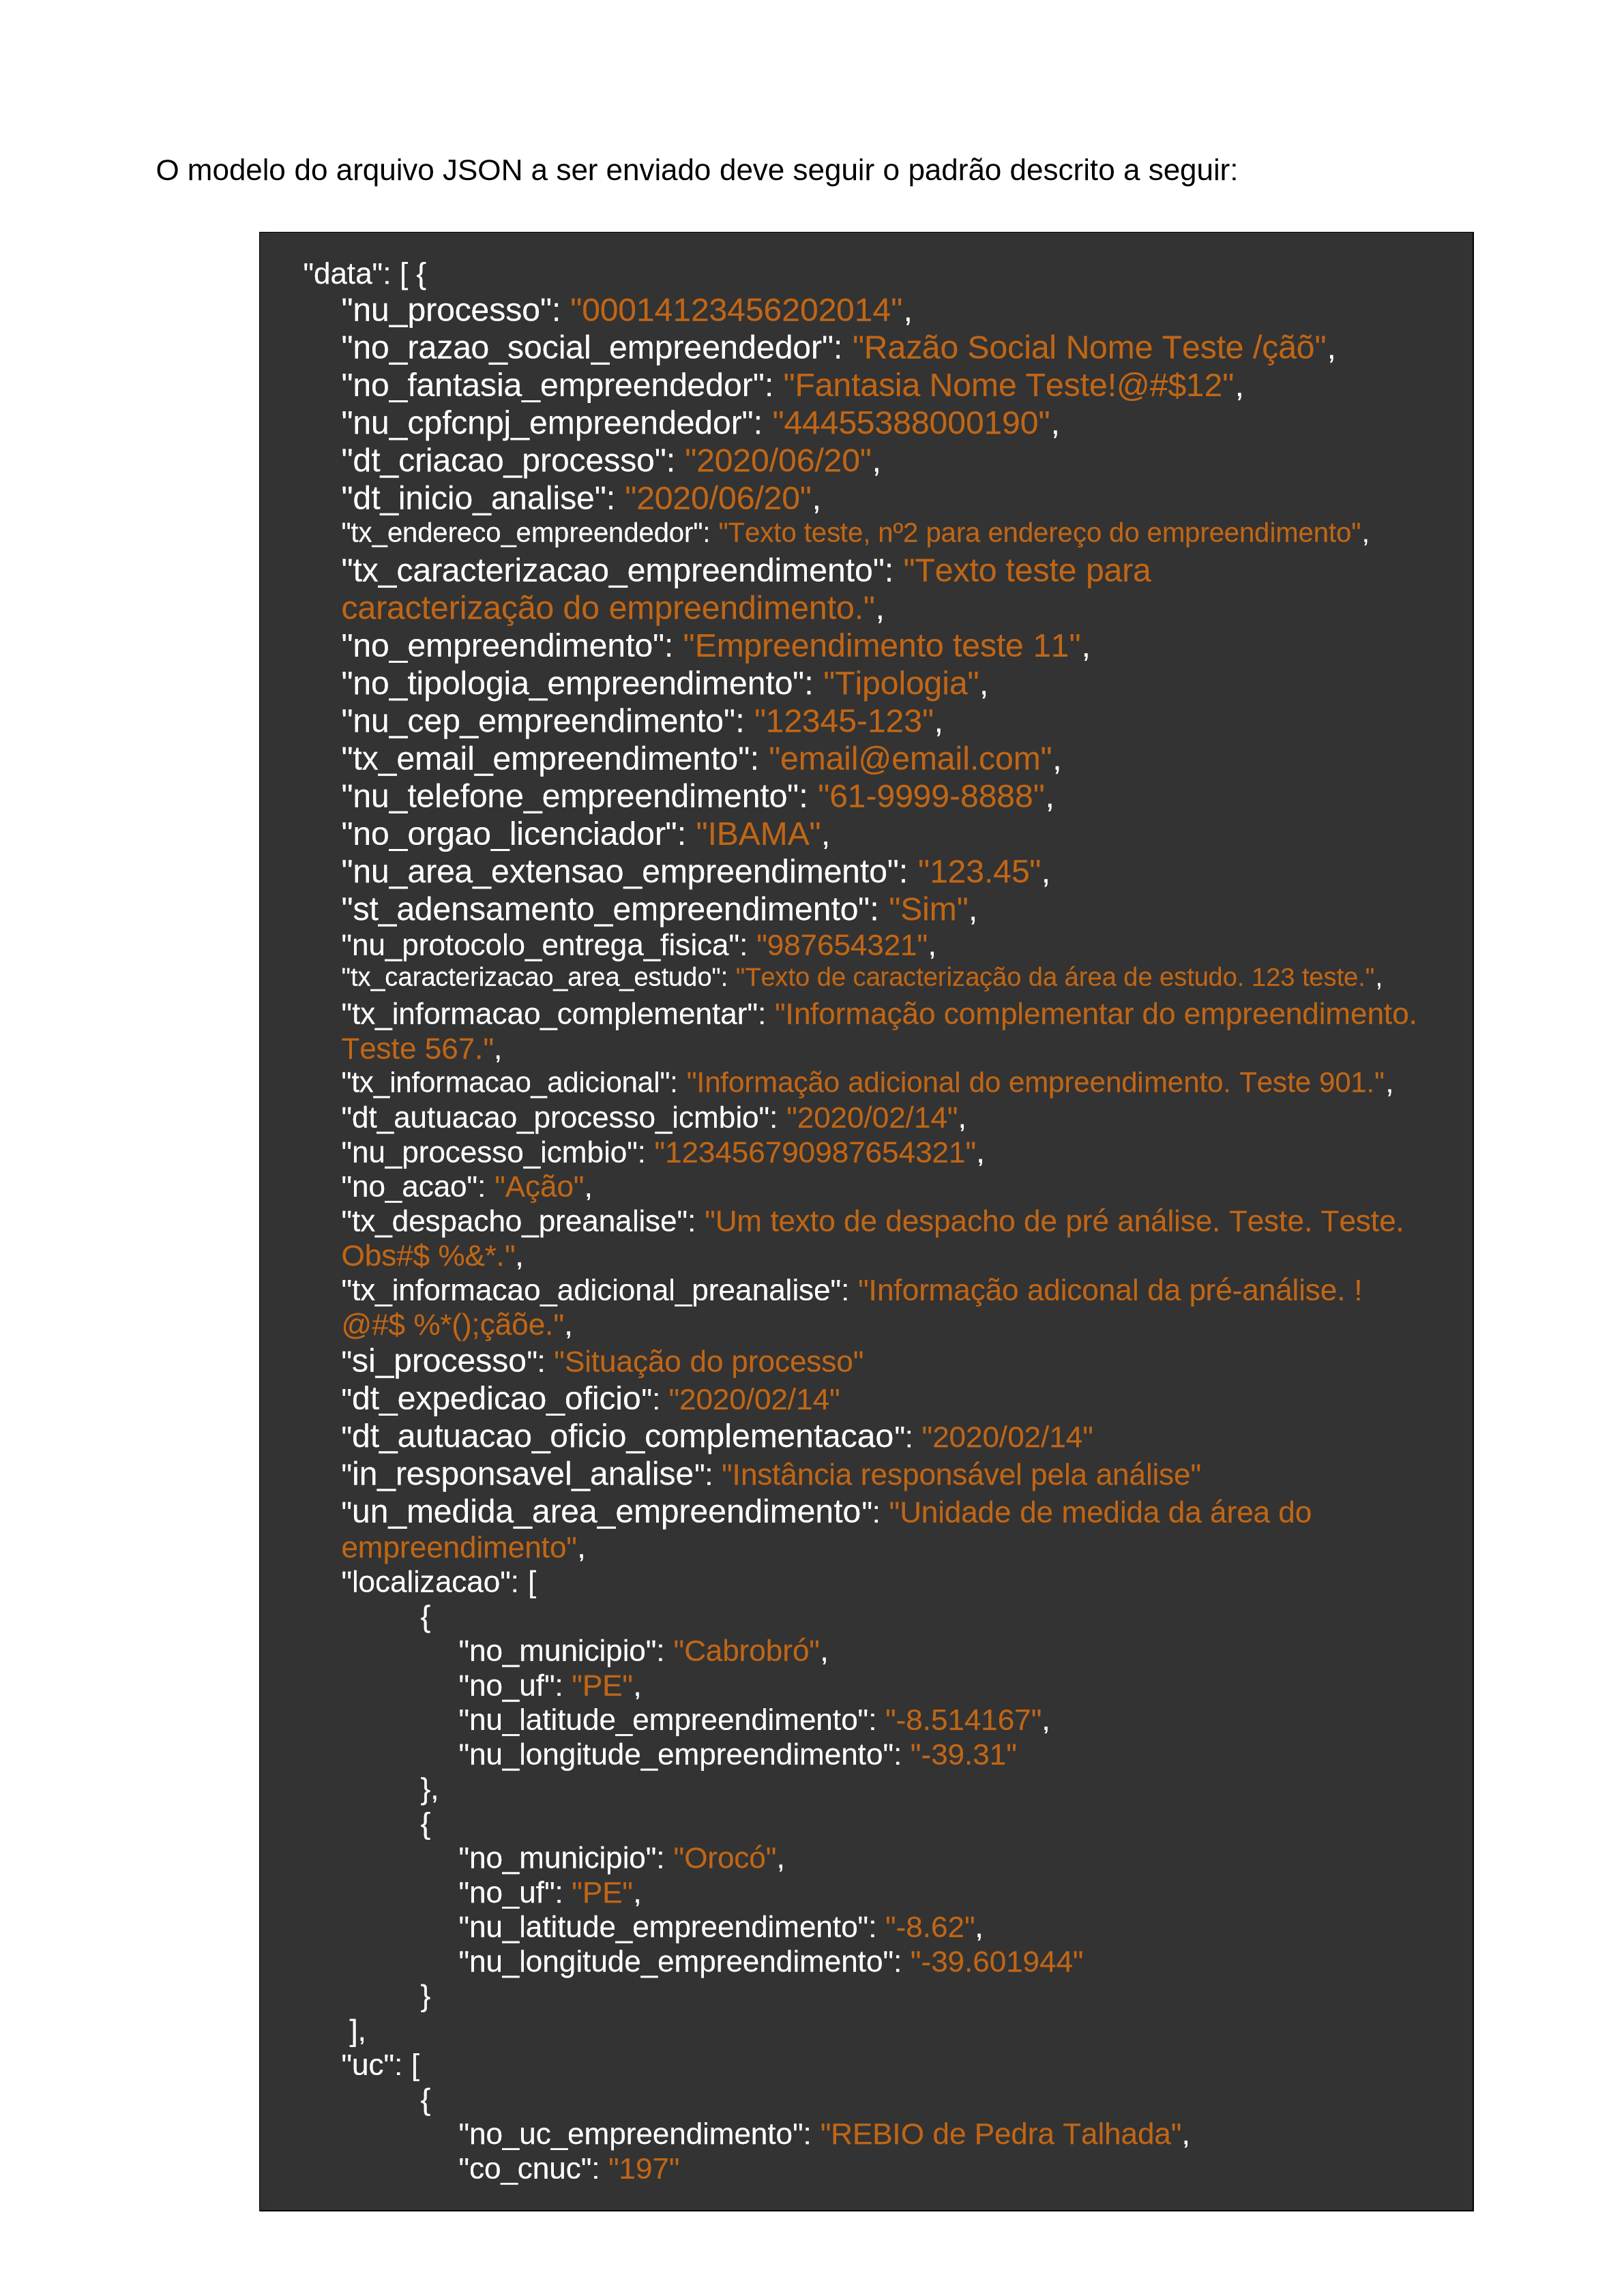 O modelo do arquivo JSON a ser enviado deve seguir o padrão descrito a seguir:
"data": [ {
"nu_processo": "00014123456202014",
"no_razao_social_empreendedor": "Razão Social Nome Teste /çãõ",
"no_fantasia_empreendedor": "Fantasia Nome Teste!@#$12",
"nu_cpfcnpj_empreendedor": "44455388000190",
"dt_criacao_processo": "2020/06/20",
"dt_inicio_analise": "2020/06/20",
"tx_endereco_empreendedor": "Texto teste, nº2 para endereço do empreendimento",
"tx_caracterizacao_empreendimento": "Texto teste para
caracterização do empreendimento.",
"no_empreendimento": "Empreendimento teste 11",
"no_tipologia_empreendimento": "Tipologia",
"nu_cep_empreendimento": "12345-123",
"tx_email_empreendimento": "email@email.com",
"nu_telefone_empreendimento": "61-9999-8888",
"no_orgao_licenciador": "IBAMA",
"nu_area_extensao_empreendimento": "123.45",
"st_adensamento_empreendimento": "Sim",
"nu_protocolo_entrega_fisica": "987654321",
"tx_caracterizacao_area_estudo": "Texto de caracterização da área de estudo. 123 teste.",
"tx_informacao_complementar": "Informação complementar do empreendimento.
Teste 567.",
"tx_informacao_adicional": "Informação adicional do empreendimento. Teste 901.",
"dt_autuacao_processo_icmbio": "2020/02/14",
"nu_processo_icmbio": "123456790987654321",
"no_acao": "Ação",
"tx_despacho_preanalise": "Um texto de despacho de pré análise. Teste. Teste.
Obs#$ %&*.",
"tx_informacao_adicional_preanalise": "Informação adiconal da pré-análise. !
@#$ %*();çãõe.",
"si_processo": "Situação do processo"
"dt_expedicao_oficio": "2020/02/14"
"dt_autuacao_oficio_complementacao": "2020/02/14"
"in_responsavel_analise": "Instância responsável pela análise"
"un_medida_area_empreendimento": "Unidade de medida da área do
empreendimento",
"localizacao": [
{
"no_municipio": "Cabrobró",
"no_uf": "PE",
"nu_latitude_empreendimento": "-8.514167",
"nu_longitude_empreendimento": "-39.31"
},
{
"no_municipio": "Orocó",
"no_uf": "PE",
"nu_latitude_empreendimento": "-8.62",
"nu_longitude_empreendimento": "-39.601944"
}
],
"uc": [
{
"no_uc_empreendimento": "REBIO de Pedra Talhada",
"co_cnuc": "197"